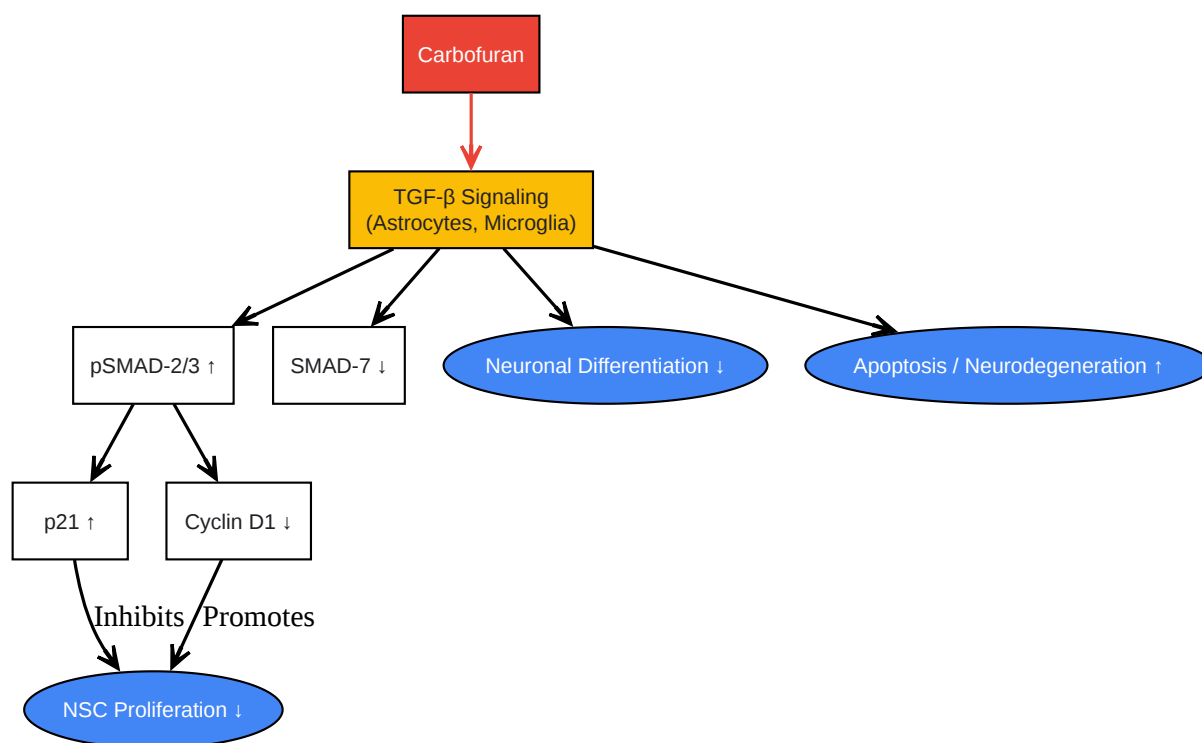 Carbofuran
TGF-β Signaling
(Astrocytes, Microglia)
pSMAD-2/3 ↑
SMAD-7 ↓
Neuronal Differentiation ↓
Apoptosis / Neurodegeneration ↑
p21 ↑
Cyclin D1 ↓
Inhibits
Promotes
NSC Proliferation ↓